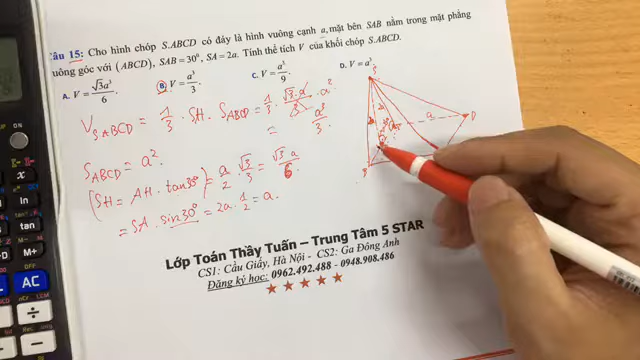 Câu 15: Cho hình chóp S.ABCD có đáy là hình vuông cạnh a, mặt bên SAB nằm trong mặt phẳng
vuông góc với (ABCD), SAB = 30°, SA = 2a. Tính thể tích V của khối chóp S.ABCD.
A. V = √3a³/6 B. V = a³/3 C. V = a³/9. D. V = a³
V SABCD = 1/3 . SH . S ABCD = 1/3 . √3.a/3 . a²
= a³/3
S ABCD = a².
(SH = AH . tan30°) = a/2 . √3/3 = √3 a/6
= SA . sin30° = 2a . 1/2 = a.
S
a
D
B
Lớp Toán Thầy Tuấn – Trung Tâm 5 STAR
CS1: Cầu Giấy, Hà Nội - CS2: Ga Đông Anh
Đăng ký học: 0962.492.488 - 0948.908.486
sin
x
ln
M+
AC
÷